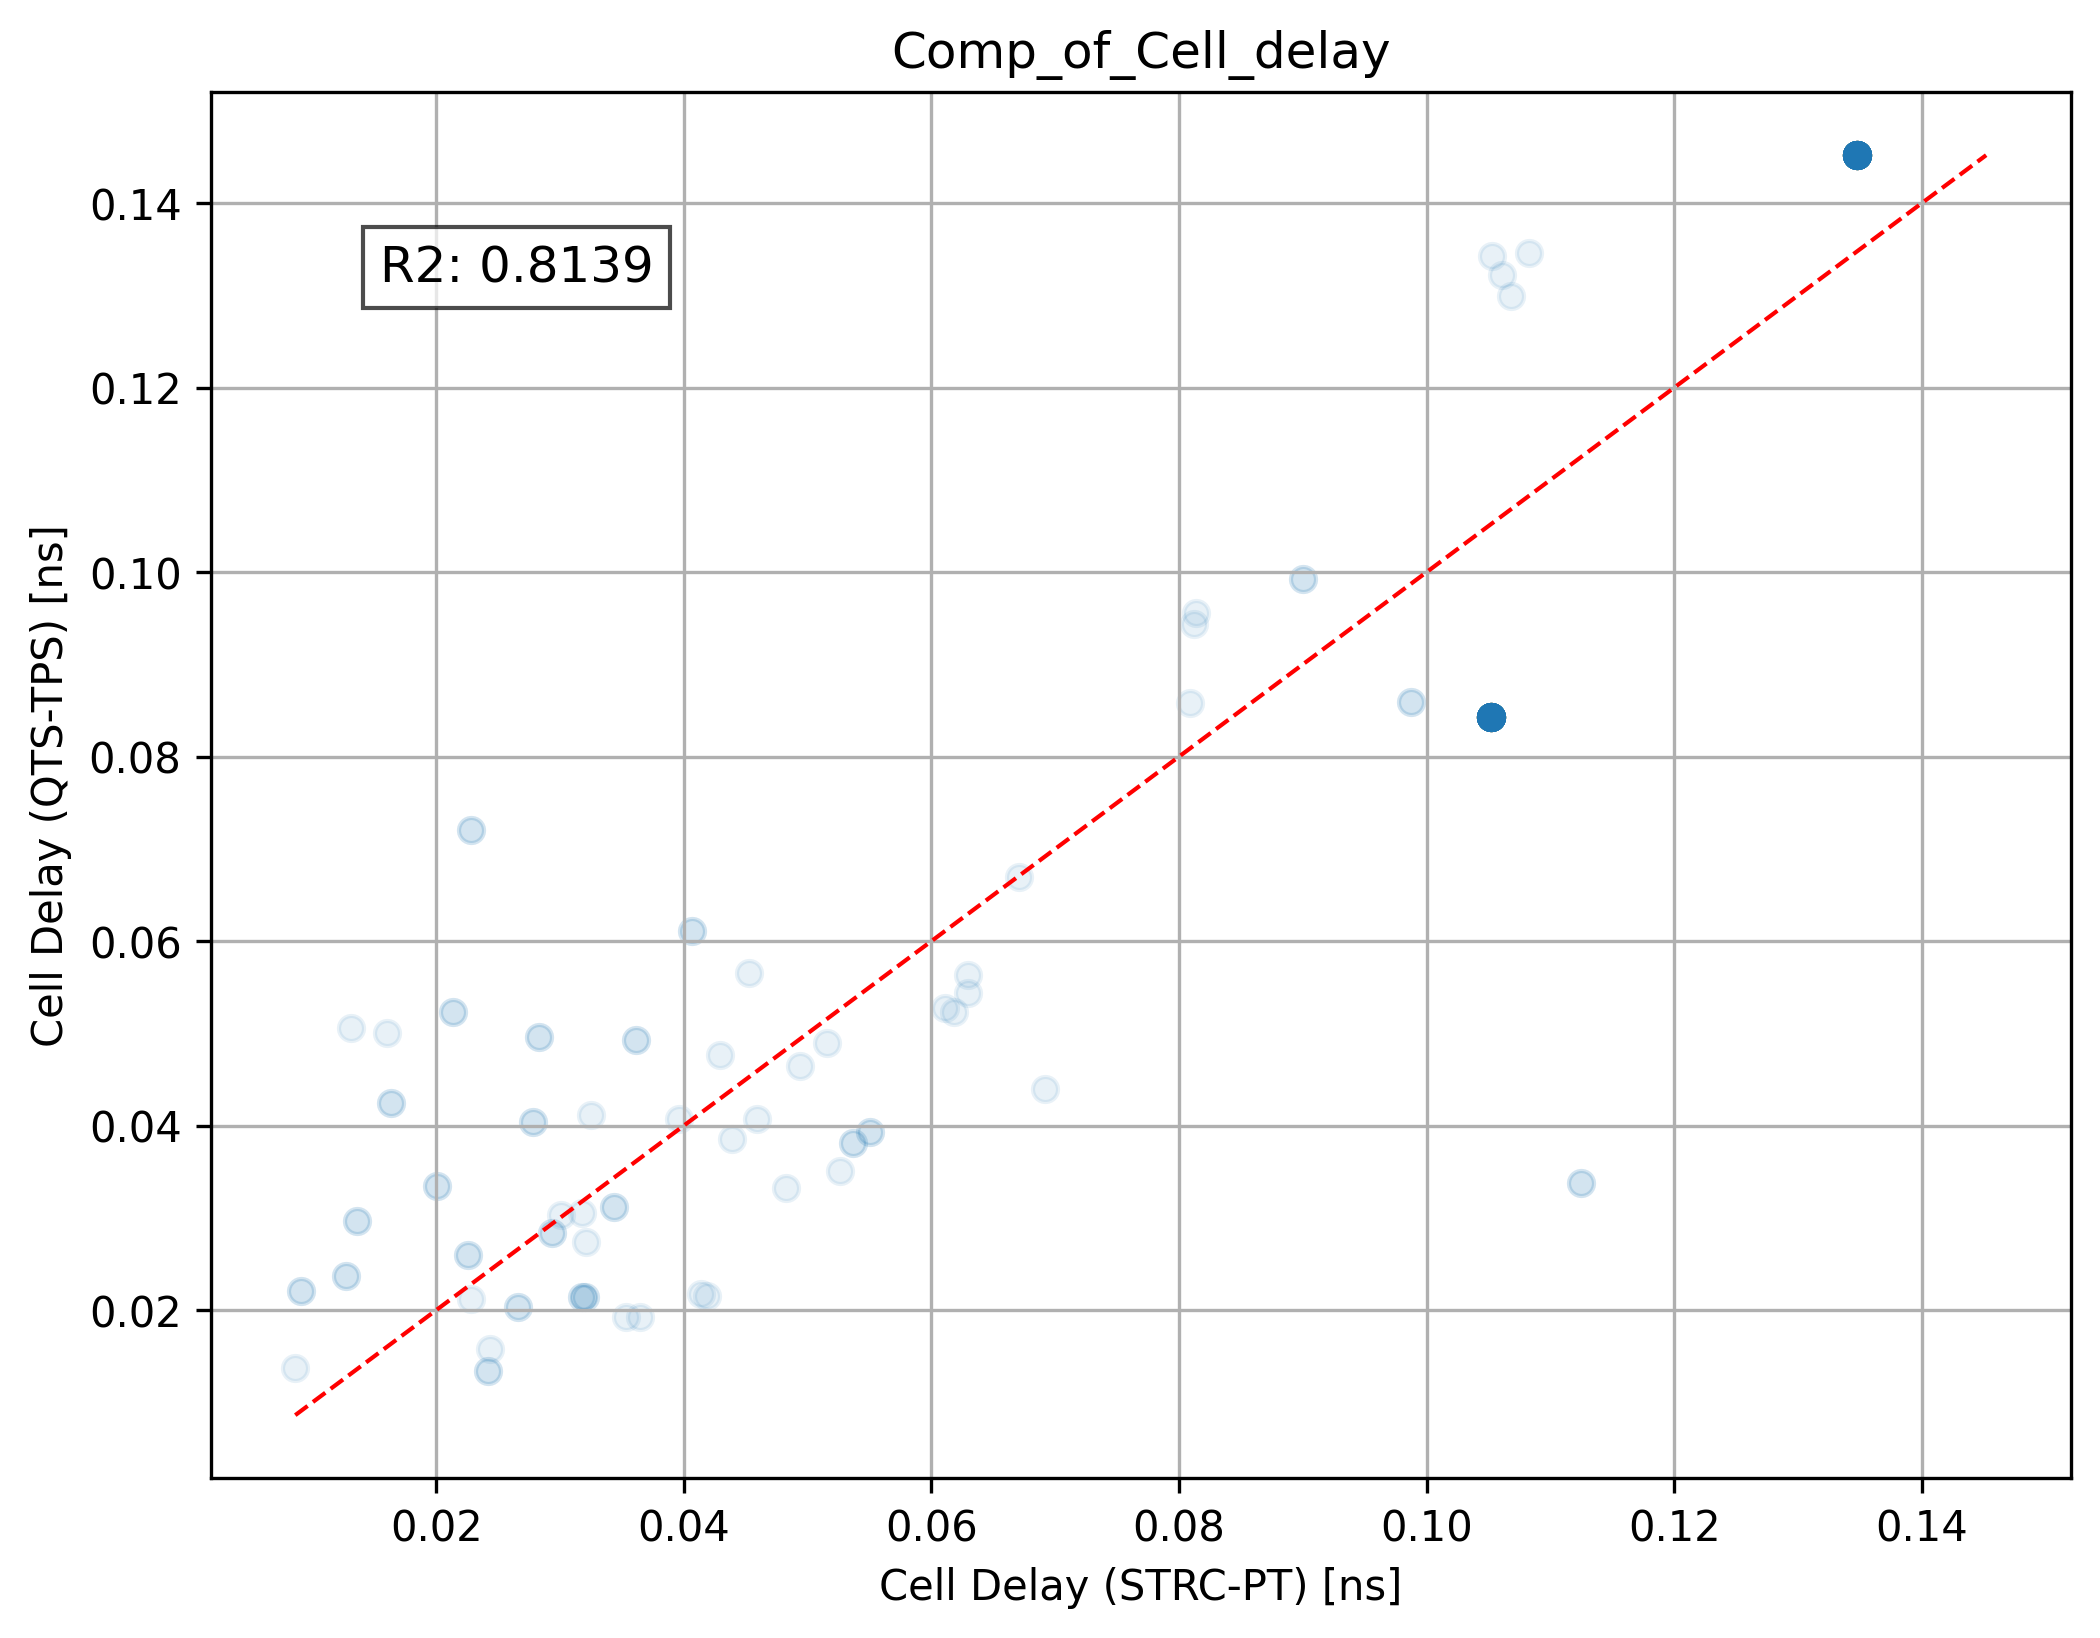 Comp_of_Cell_delay
R2: 0.8139
Cell Delay (QTS-TPS) [ns]
0.14
0.12
0.10
0.08
0.06
0.04
0.02
0.02 0.04 0.06 0.08 0.10 0.12 0.14
Cell Delay (STRC-PT) [ns]